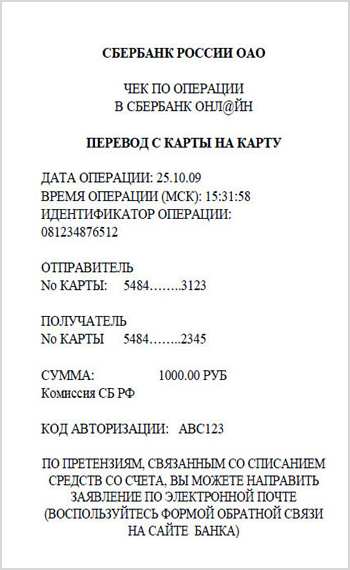 СБЕРБАНК РОССИИ ОАО
ЧЕК ПО ОПЕРАЦИИ
В СБЕРБАНК ОНЛ@ЙН
ПЕРЕВОД С КАРТЫ НА КАРТУ
ДАТА ОПЕРАЦИИ: 25.10.09
ВРЕМЯ ОПЕРАЦИИ (МСК): 15:31:58
ИДЕНТИФИКАТОР ОПЕРАЦИИ:
081234876512
ОТПРАВИТЕЛЬ
No КАРТЫ: 5484........3123
ПОЛУЧАТЕЛЬ
No КАРТЫ 5484........2345
СУММА: 1000.00 РУБ
Комиссия СБ РФ
КОД АВТОРИЗАЦИИ: ABC123
ПО ПРЕТЕНЗИЯМ, СВЯЗАННЫМ СО СПИСАНИЕМ
СРЕДСТВ СО СЧЕТА, ВЫ МОЖЕТЕ НАПРАВИТЬ
ЗАЯВЛЕНИЕ ПО ЭЛЕКТРОННОЙ ПОЧТЕ
(ВОСПОЛЬЗУЙТЕСЬ ФОРМОЙ ОБРАТНОЙ СВЯЗИ
НА САЙТЕ БАНКА)